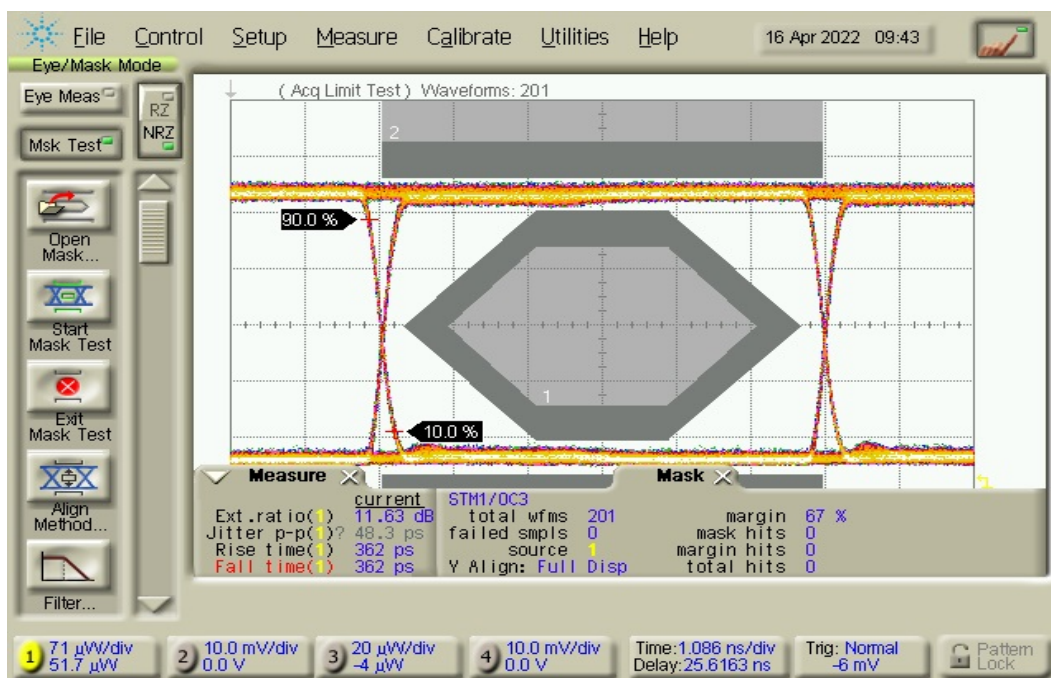 File Control Setup Measure Calibrate Utilities Help 16 Apr 2022 09:43
Eye/Mask Mode
Eye Meas
RZ
NRZ
Msk Test
( Acq Limit Test ) Waveforms: 201
2
90.0 %
1
10.0 %
Open
Mask...
Start
Mask Test
Exit
Mask Test
Align
Method...
Filter...
Measure
current
Ext.ratio(1) 11.63 dB
Jitter p-p(1)? 48.3 ps
Rise time(1) 362 ps
Fall time(1) 362 ps
Mask
STM1/OC3
total wfms 201 margin 67 %
failed smpls 0 mask hits 0
source 1 margin hits 0
Y Align: Full Disp total hits 0
1 71 µW/div
51.7 µW
2 10.0 mV/div
0.0 V
3 20 µW/div
-4 µW
4 10.0 mV/div
0.0 V
Time:1.086 ns/div
Delay:25.6163 ns
Trig: Normal
-6 mV
Pattern
Lock